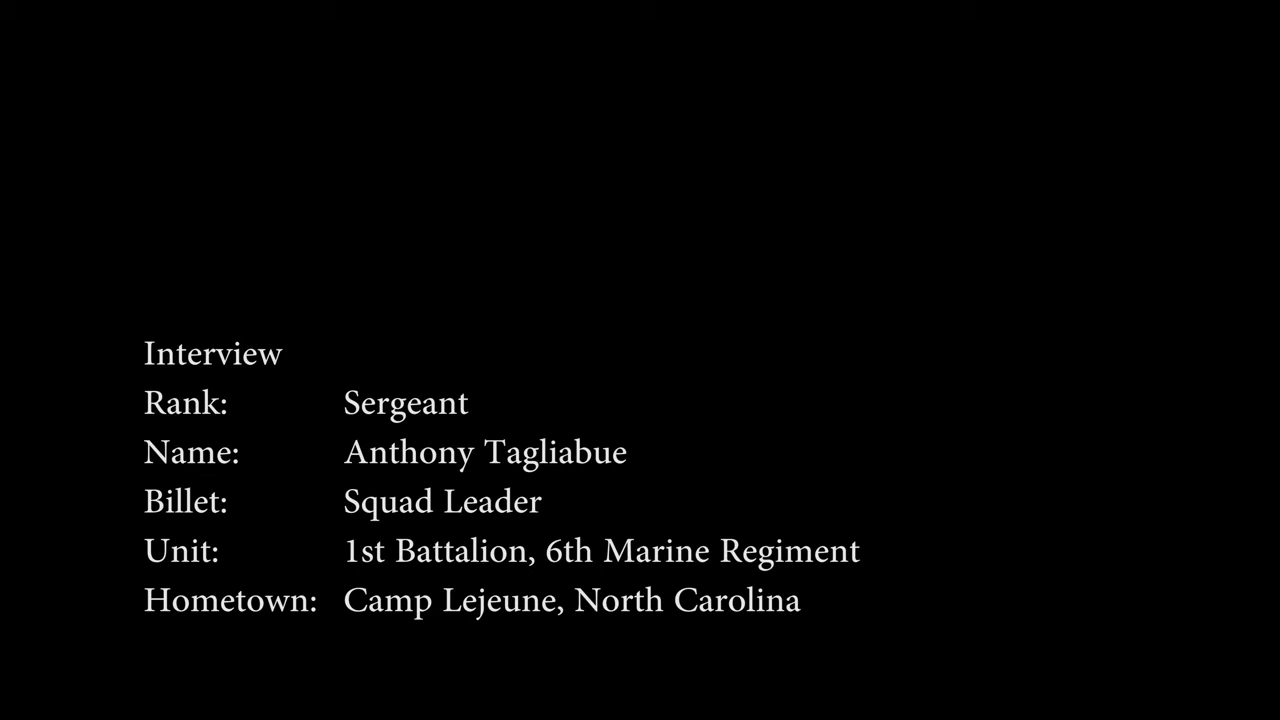 Interview
Rank: Sergeant
Name: Anthony Tagliabue
Billet: Squad Leader
Unit: 1st Battalion, 6th Marine Regiment
Hometown: Camp Lejeune, North Carolina